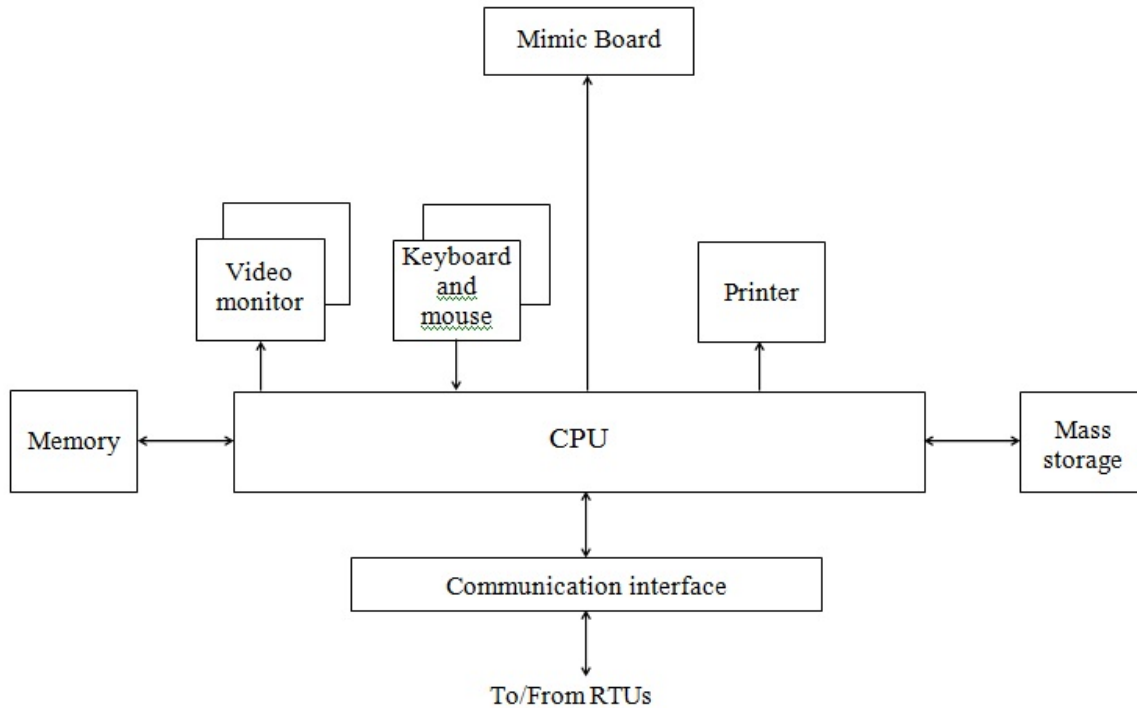 Mimic Board
Video
monitor
Keyboard
and
mouse
Printer
Memory
CPU
Mass
storage
Communication interface
To/From RTUs